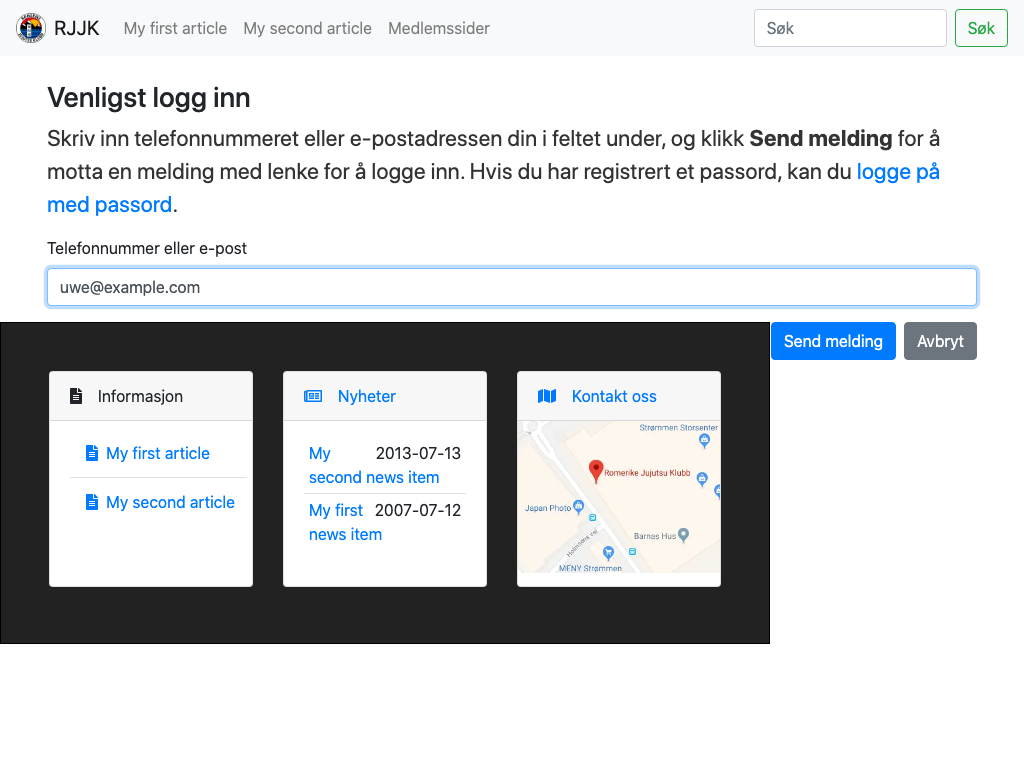 RJJK My first article My second article Medlemssider Søk Søk
Venligst logg inn
Skriv inn telefonnummeret eller e-postadressen din i feltet under, og klikk Send melding for å
motta en melding med lenke for å logge inn. Hvis du har registrert et passord, kan du logge på
med passord.
Telefonnummer eller e-post
uwe@example.com
Send melding Avbryt
Informasjon
My first article
My second article
Nyheter
My 2013-07-13
second news item
My first 2007-07-12
news item
Kontakt oss
Strømmen Storsenter
Romerike Jujutsu Klubb
Japan Photo
Barnas Hus
Holmsens vei
MENY Strømmen